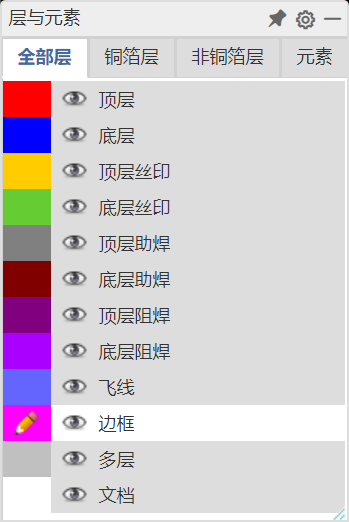 层与元素
全部层 铜箔层 非铜箔层 元素
顶层
底层
顶层丝印
底层丝印
顶层助焊
底层助焊
顶层阻焊
底层阻焊
飞线
边框
多层
文档